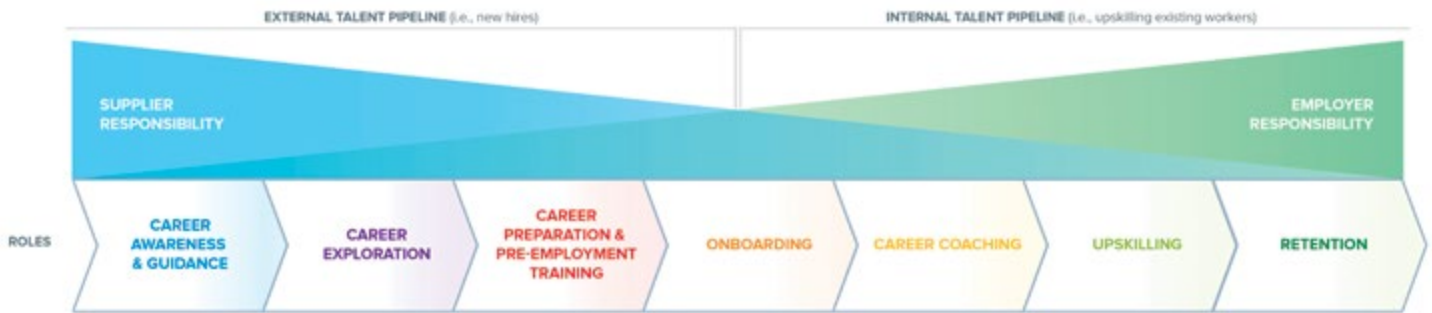 EXTERNAL TALENT PIPELINE (i.e., new hires)
INTERNAL TALENT PIPELINE (i.e., upskilling existing workers)
SUPPLIER
RESPONSIBILITY
EMPLOYER
RESPONSIBILITY
ROLES
CAREER
AWARENESS
& GUIDANCE
CAREER
EXPLORATION
CAREER
PREPARATION &
PRE-EMPLOYMENT
TRAINING
ONBOARDING
CAREER COACHING
UPSKILLING
RETENTION